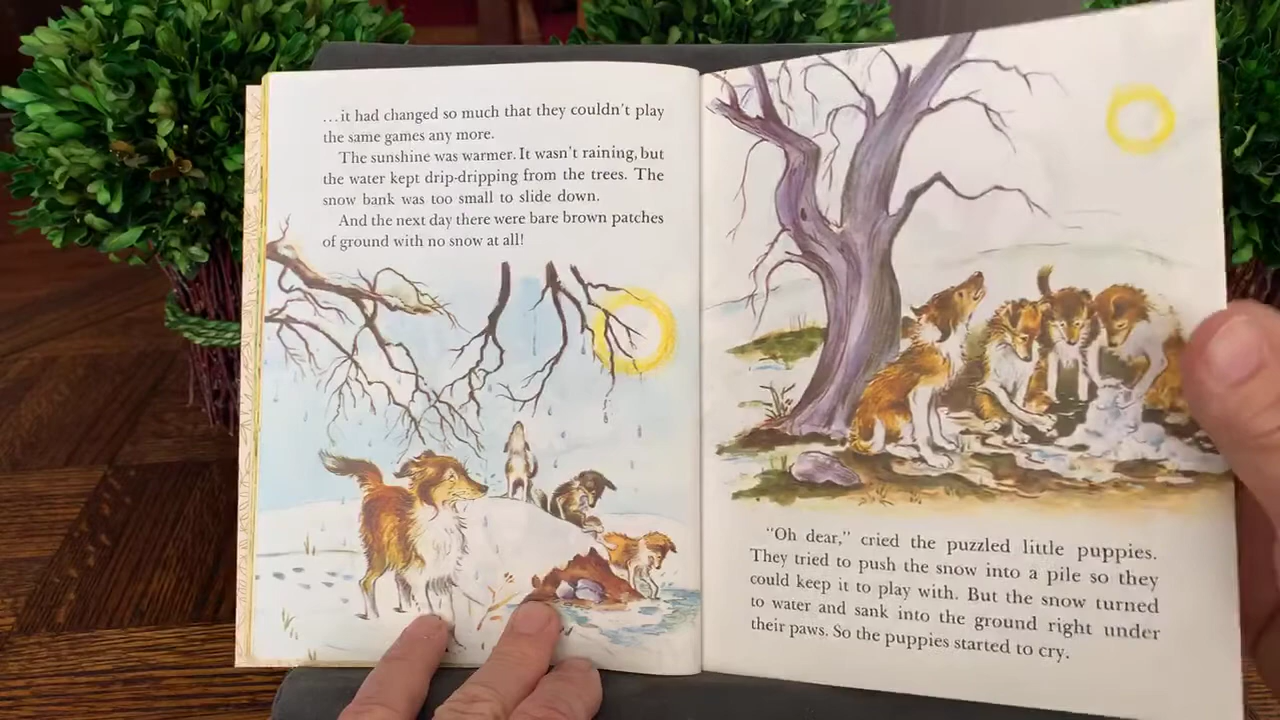 ...it had changed so much that they couldn't play
the same games any more.
The sunshine was warmer. It wasn't raining, but
the water kept drip-dripping from the trees. The
snow bank was too small to slide down.
And the next day there were bare brown patches
of ground with no snow at all!
"Oh dear," cried the puzzled little puppies.
They tried to push the snow into a pile so they
could keep it to play with. But the snow turned
to water and sank into the ground right under
their paws. So the puppies started to cry.